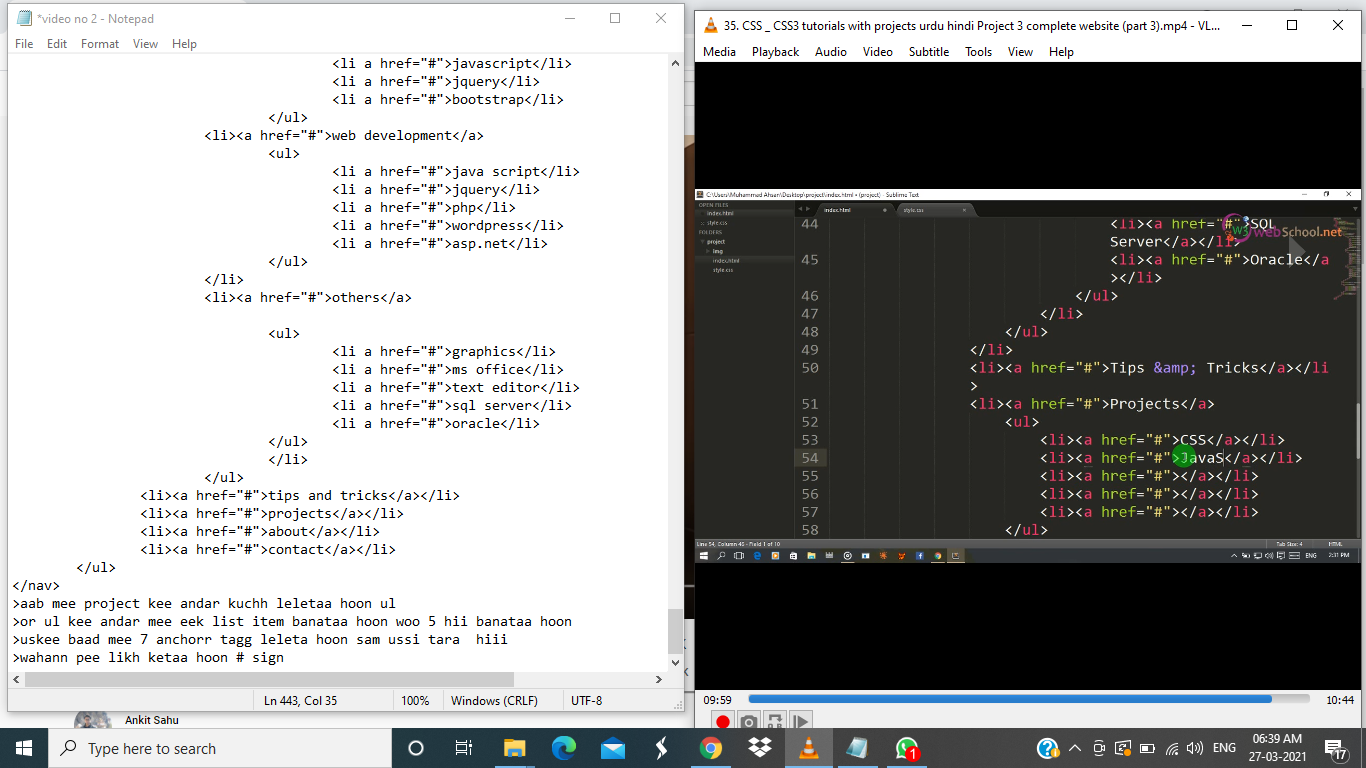 *video no 2 - Notepad
File Edit Format View Help
<li a href="#">javascript</li>
<li a href="#">jquery</li>
<li a href="#">bootstrap</li>
</ul>
<li><a href="#">web development</a>
<ul>
<li a href="#">java script</li>
<li a href="#">jquery</li>
<li a href="#">php</li>
<li a href="#">wordpress</li>
<li a href="#">asp.net</li>
</ul>
</li>
<li><a href="#">others</a>
<ul>
<li a href="#">graphics</li>
<li a href="#">ms office</li>
<li a href="#">text editor</li>
<li a href="#">sql server</li>
<li a href="#">oracle</li>
</ul>
</li>
</ul>
<li><a href="#">tips and tricks</a></li>
<li><a href="#">projects</a></li>
<li><a href="#">about</a></li>
<li><a href="#">contact</a></li>
</ul>
</nav>
>aab mee project kee andar kuchh leletaa hoon ul
>or ul kee andar mee eek list item banataa hoon woo 5 hii banataa hoon
>uskee baad mee 7 anchorr tagg leleta hoon sam ussi tara  hiii
>wahann pee likh ketaa hoon # sign
Ln 443, Col 35 100% Windows (CRLF) UTF-8
Ankit Sahu
35. CSS _ CSS3 tutorials with projects urdu hindi Project 3 complete website (part 3).mp4 - VL...
Media Playback Audio Video Subtitle Tools View Help
C:\Users\Muhammad Ahsan\Desktop\project\index.html • (project) - Sublime Text
OPEN FILES
index.html
style.css
FOLDERS
project
img
index.html
style.css
index.html style.css
44 <li><a href="#">SQL
Server</a></li>
W3 webSchool.net
45 <li><a href="#">Oracle</a
></li>
46 </ul>
47 </li>
48 </ul>
49 </li>
50 <li><a href="#">Tips &amp; Tricks</a></li
>
51 <li><a href="#">Projects</a>
52 <ul>
53 <li><a href="#">CSS</a></li>
54 <li><a href="#">JavaS</a></li>
55 <li><a href="#"></a></li>
56 <li><a href="#"></a></li>
57 <li><a href="#"></a></li>
58 </ul>
Line 54, Column 46 - Field 1 of 10 Tab Size: 4 HTML
ENG 2:31 PM
09:59 10:44
Type here to search
1
ENG
06:39 AM
27-03-2021
17